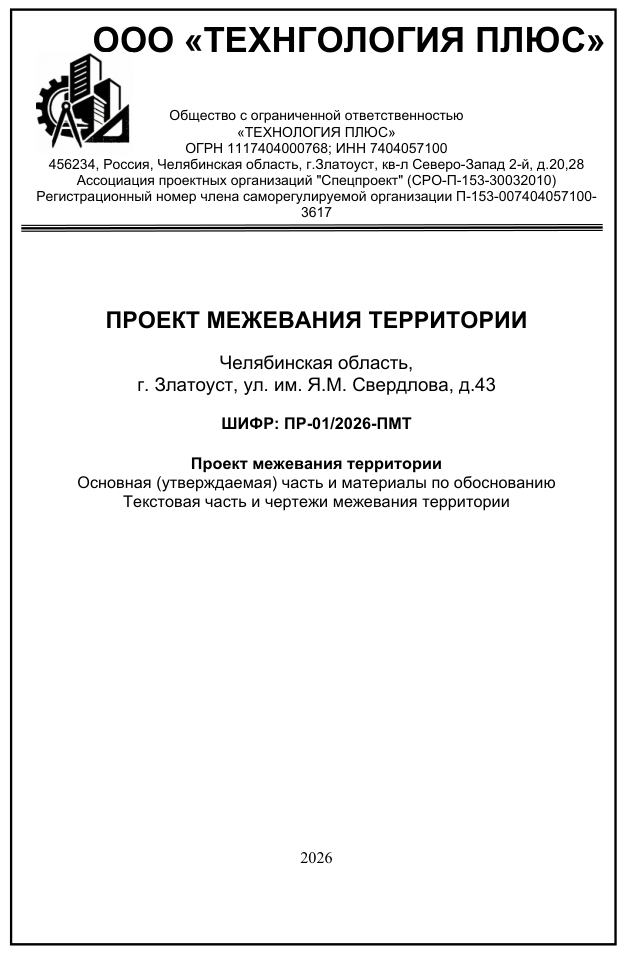 ООО «ТЕХНГОЛОГИЯ ПЛЮС»
Общество с ограниченной ответственностью
«ТЕХНОЛОГИЯ ПЛЮС»
ОГРН 1117404000768; ИНН 7404057100
456234, Россия, Челябинская область, г.Златоуст, кв-л Северо-Запад 2-й, д.20,28
Ассоциация проектных организаций "Спецпроект" (СРО-П-153-30032010)
Регистрационный номер члена саморегулируемой организации П-153-007404057100-
3617
ПРОЕКТ МЕЖЕВАНИЯ ТЕРРИТОРИИ
Челябинская область,
г. Златоуст, ул. им. Я.М. Свердлова, д.43
ШИФР: ПР-01/2026-ПМТ
Проект межевания территории
Основная (утверждаемая) часть и материалы по обоснованию
Текстовая часть и чертежи межевания территории
2026